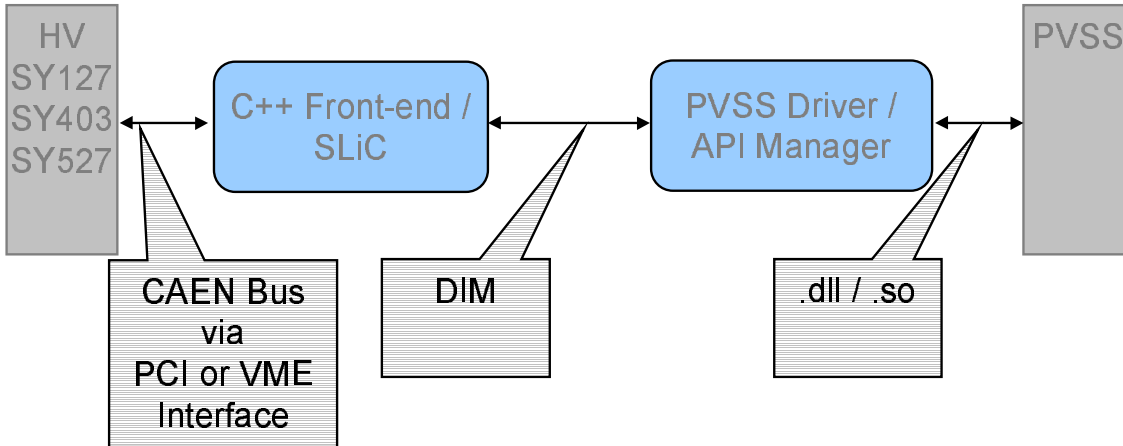 HV
SY127
SY403
SY527
C++ Front-end /
SLiC
PVSS Driver /
API Manager
PVSS
CAEN Bus
via
PCI or VME
Interface
DIM
.dll / .so